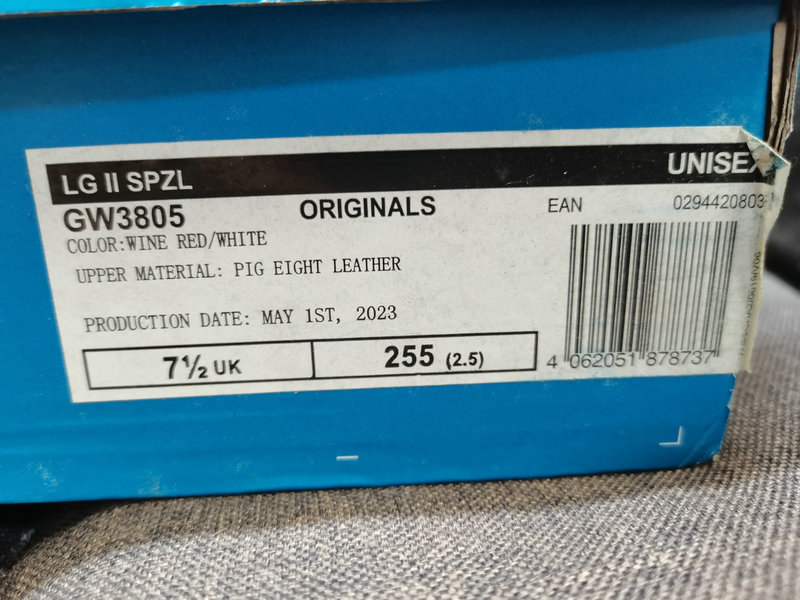 LG II SPZL
UNISEX
GW3805
ORIGINALS
EAN
0294420803
COLOR:WINE RED/WHITE
UPPER MATERIAL: PIG EIGHT LEATHER
PRODUCTION DATE: MAY 1ST, 2023
7½ UK
255 (2.5)
4 062051 878737